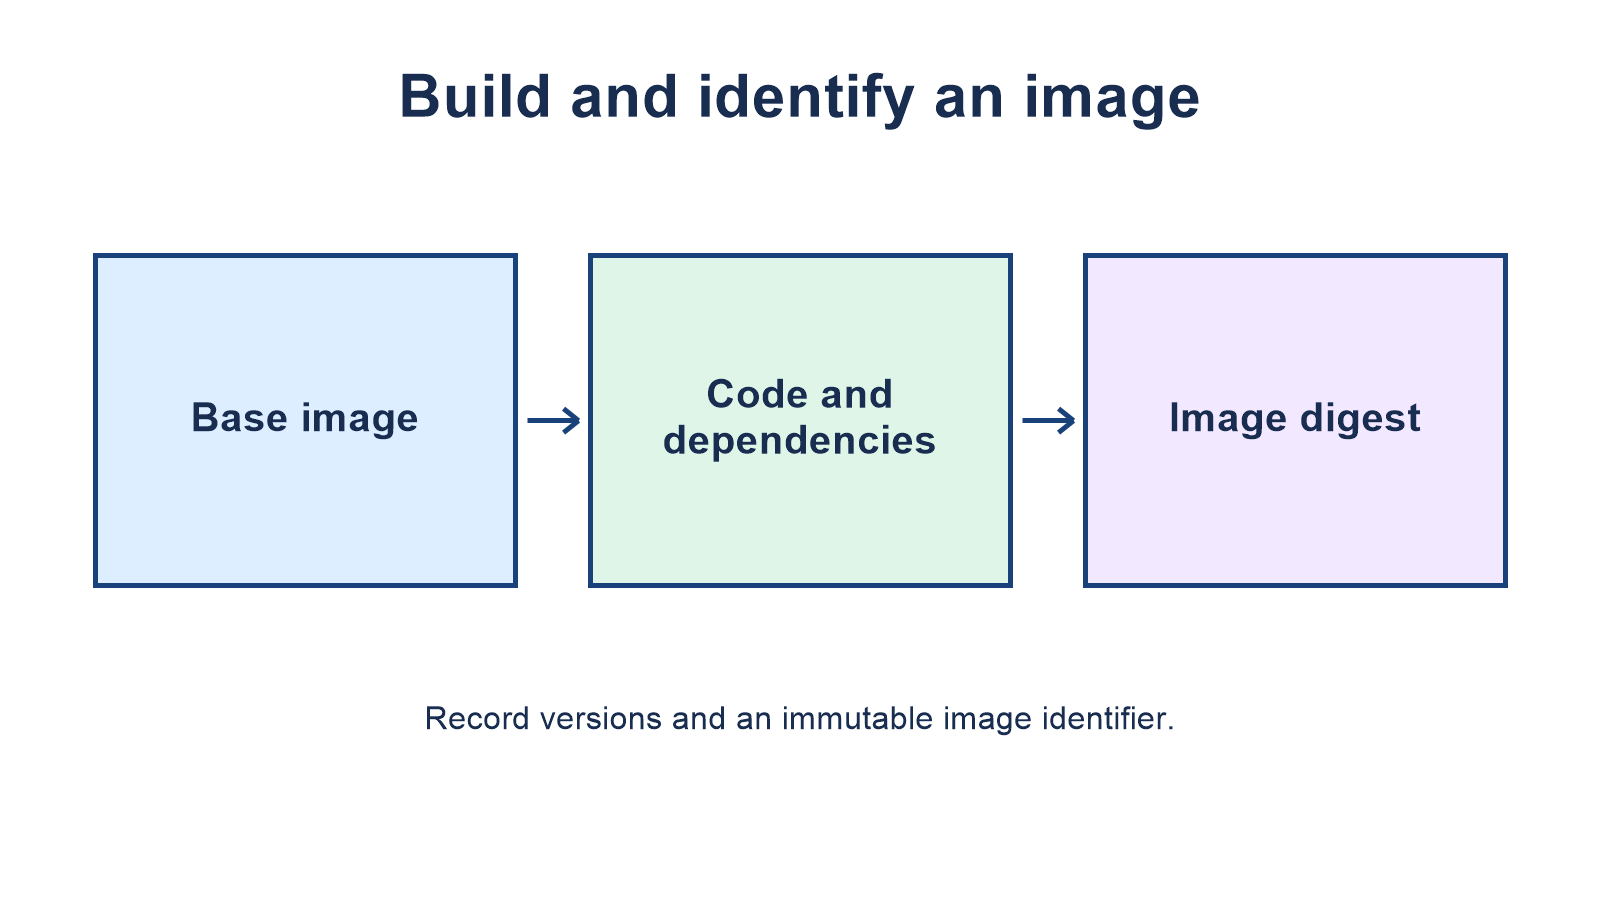 Build and identify an image
Base image
Code and
dependencies
Image digest
Record versions and an immutable image identifier.